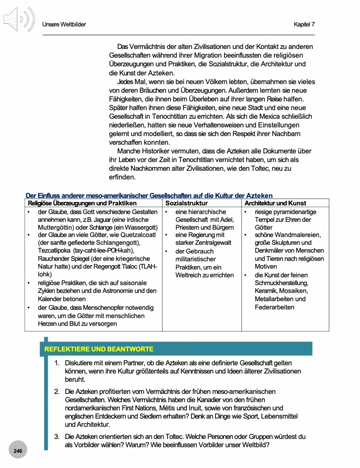 Unsere Weltbilder
Kapitel 7
Das Vermächtnis der alten Zivilisationen und der Kontakt zu anderen
Gesellschaften während ihrer Migration beeinflussten die religiösen
Überzeugungen und Praktiken, die Sozialstruktur, die Architektur und
die Kunst der Azteken.
Jedes Mal, wenn sie bei neuen Völkern lebten, übernahmen sie vieles
von deren Bräuchen und Überzeugungen. Außerdem lernten sie neue
Fähigkeiten, die ihnen beim Überleben auf ihrer langen Reise halfen.
Später halfen ihnen diese Fähigkeiten, eine neue Stadt und eine neue
Gesellschaft in Tenochtitlan zu errichten. Als sich die Mexica schließlich
niederließen, hatten sie neue Verhaltensweisen und Einstellungen
gelernt und modelliert, so dass sie sich den Respekt ihrer Nachbarn
verschaffen konnten.
Manche Historiker vermuten, dass die Azteken alle Dokumente über
ihr Leben vor der Zeit in Tenochtitlan vernichtet haben, um sich als
direkte Nachkommen alter Zivilisationen, wie den Toltec, neu zu
erfinden.
Der Einfluss anderer meso-amerikanischer Gesellschaften auf die Kultur der Azteken
Religiöse Überzeugungen und Praktiken
• der Glaube, dass Gott verschiedene Gestalten
annehmen kann, z.B. Jaguar (eine irdische
Muttergöttin) oder Schlange (ein Wassergott)
• der Glaube an viele Götter, wie Quetzalcoatl
(der sanfte gefiederte Schlangengott),
Tezcatlipoka (tay-caht-lee-POH-kuh),
Rauchender Spiegel (der eine kriegerische
Natur hatte) und der Regengott Tlaloc (TLAH-
lohk)
• religiöse Praktiken, die sich auf saisonale
Zyklen beziehen und die Astronomie und den
Kalender betonen
• der Glaube, dass Menschenopfer notwendig
waren, um die Götter mit menschlichen
Herzen und Blut zu versorgen
Sozialstruktur
• eine hierarchische
Gesellschaft mit Adel,
Priestern und Bürgern
• eine Regierung mit
starker Zentralgewalt
• der Gebrauch
militaristischer
Praktiken, um ein
Weltreich zu errichten
Architektur und Kunst
• riesige pyramidenartige
Tempel zur Ehren der
Götter
• schöne Wandmalereien,
große Skulpturen und
Denkmäler von Menschen
und Tieren nach religiösen
Motiven
• die Kunst der feinen
Schmuckherstellung,
Keramik, Mosaiken,
Metallarbeiten und
Federarbeiten
REFLEKTIERE UND BEANTWORTE
1. Diskutiere mit einem Partner, ob die Azteken als eine definierte Gesellschaft gelten
können, wenn ihre Kultur größtenteils auf Kenntnissen und Ideen älterer Zivilisationen
beruht.
2. Die Azteken profitierten vom Vermächtnis der frühen meso-amerikanischen
Gesellschaften. Welches Vermächtnis haben die Kanadier von den frühen
nordamerikanischen First Nations, Métis und Inuit, sowie von französischen und
englischen Entdeckern und Siedlern erhalten? Denk an Dinge wie Sport, Lebensmittel
und Architektur.
3. Die Azteken orientierten sich an den Toltec. Welche Personen oder Gruppen würdest du
als Vorbilder wählen? Warum? Wie beeinflussen Vorbilder unser Weltbild?
246